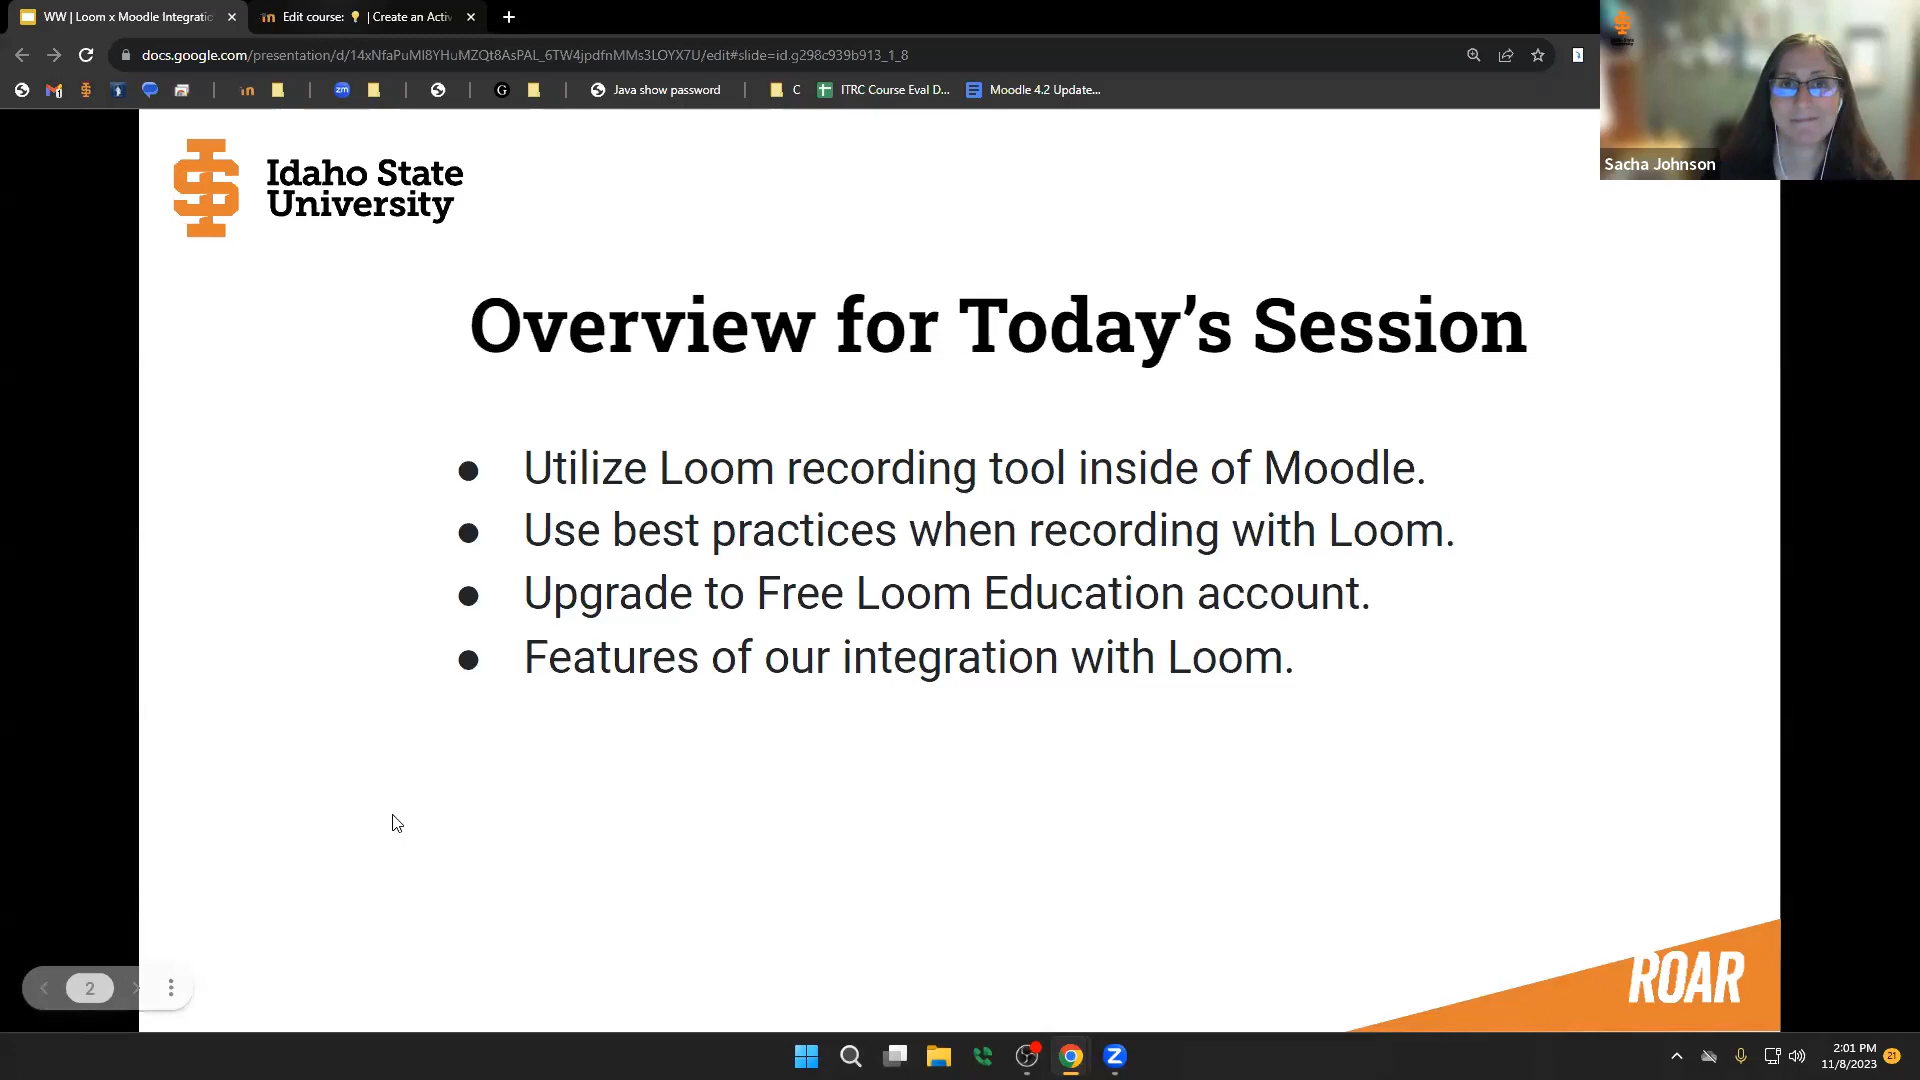 WW | Loom x Moodle Integratio
Edit course: | Create an Activ
docs.google.com/presentation/d/14xNfaPuMl8YHuMZQt8AsPAL_6TW4jpdfnMMs3LOYX7U/edit#slide=id.g298c939b913_1_8
Java show password
C
ITRC Course Eval D...
Moodle 4.2 Update...
Sacha Johnson
Idaho State
University
Overview for Today’s Session
● Utilize Loom recording tool inside of Moodle.
● Use best practices when recording with Loom.
● Upgrade to Free Loom Education account.
● Features of our integration with Loom.
2
ROAR
2:01 PM
11/8/2023
21